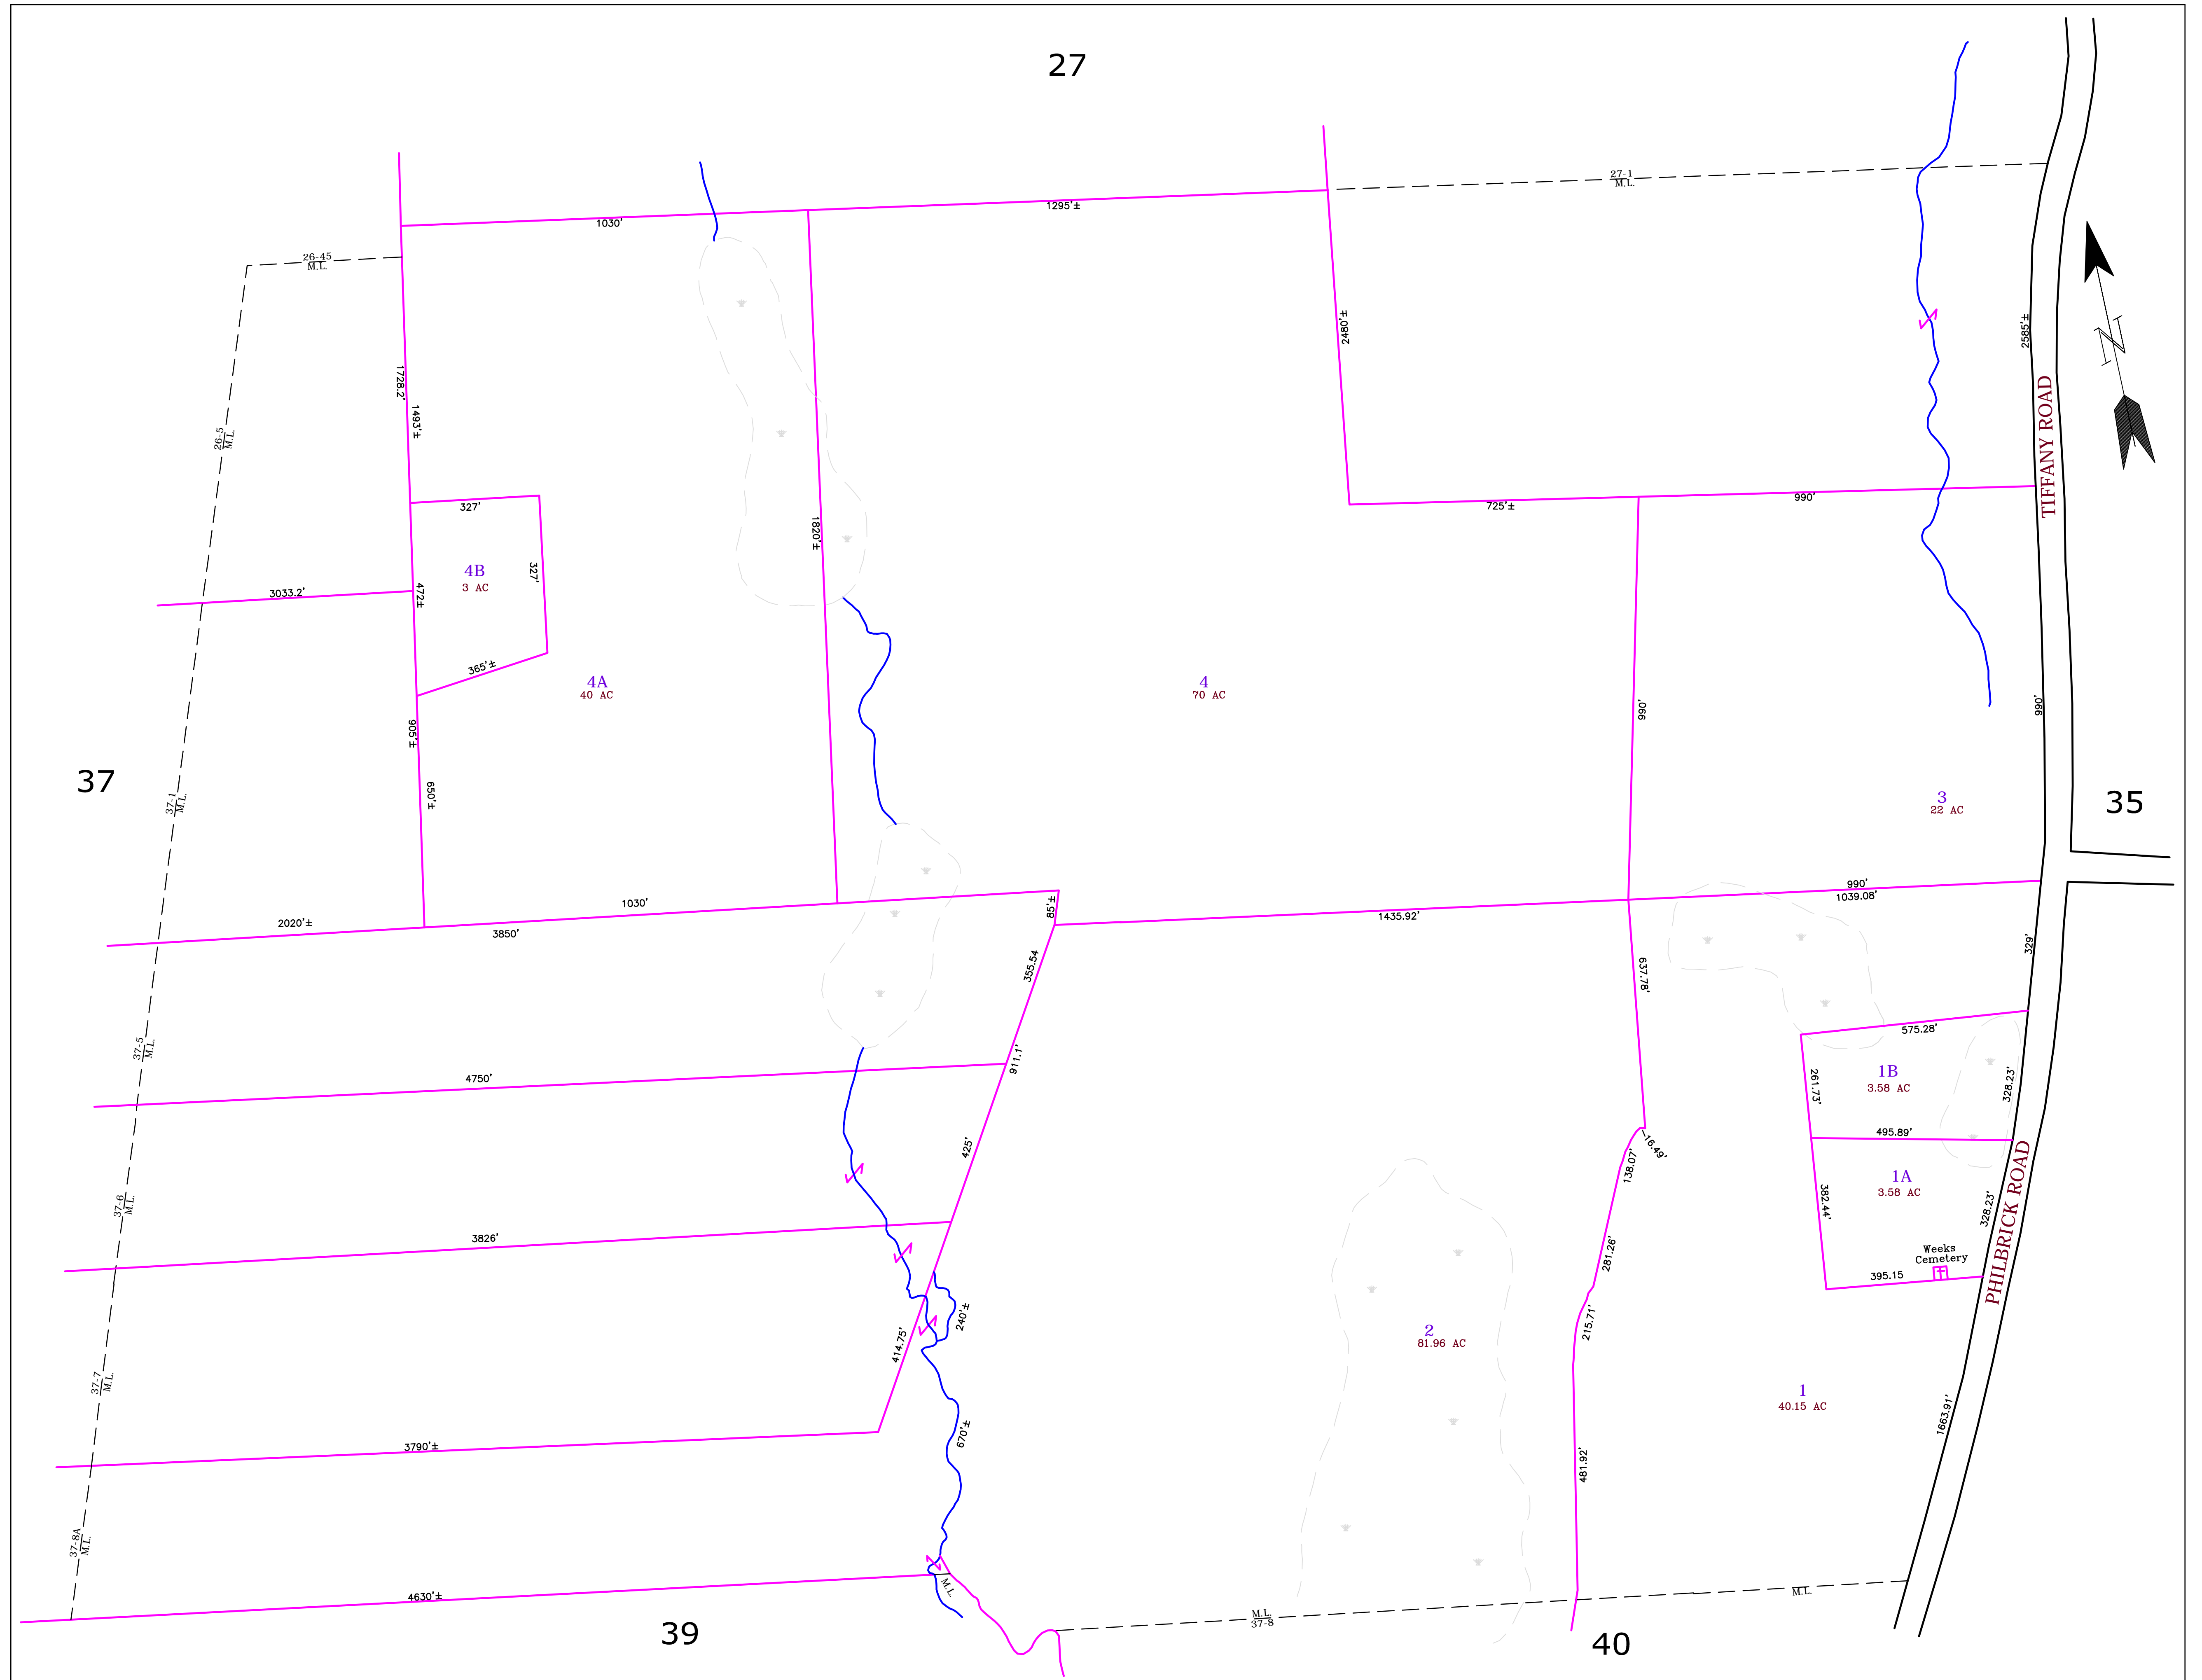 27
27-1
M.L.
1295'±
1030'
26-45
M.L.
2480'±
2585'±
N
1728.2'
1493'±
26-5
M.L.
TIFFANY ROAD
327'
725'±
990'
1820'±
4B
3 AC
327'
472±
3033.2'
365'±
4A
40 AC
4
70 AC
990'
990'
905'±
37
650'±
37-1
M.L.
3
22 AC
35
990'
1039.08'
1030'
85'±
1435.92'
2020'±
3850'
329'
355.54
637.78'
575.28'
37-5
M.L.
911.1'
1B
3.58 AC
261.73'
328.23'
4750'
495.89'
425'
16.49'
138.07'
1A
3.58 AC
382.44'
328.23'
PHILBRICK ROAD
37-6
M.L.
3826'
Weeks
Cemetery
395.15
281.26'
240'±
215.71'
414.75'
2
81.96 AC
37-7
M.L.
1
40.15 AC
1663.91'
670'±
3790'±
481.92'
37-8A
M.L.
M.L.
M.L.
4630'±
M.L.
37-8
39
40